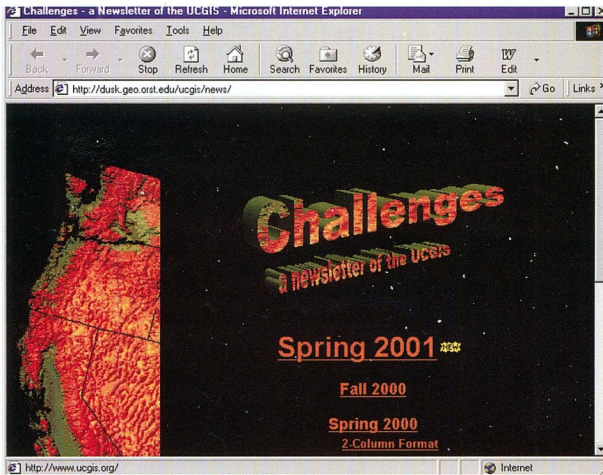 Challenges - a Newsletter of the UCGIS - Microsoft Internet Explorer
File Edit View Favorites Tools Help
Back Forward Stop Refresh Home Search Favorites History Mail Print Edit
Address http://dusk.geo.orst.edu/ucgis/news/ Go Links
Challenges
a newsletter of the UCGIS
Spring 2001 NEW
Fall 2000
Spring 2000
2-Column Format
http://www.ucgis.org/ Internet